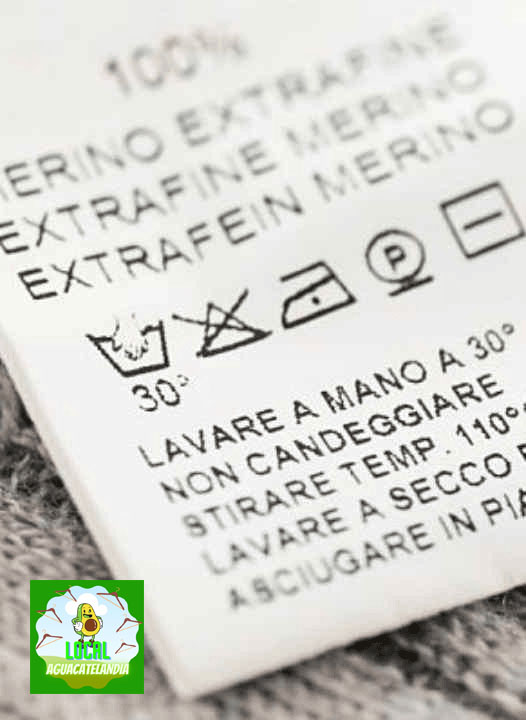 100%
MERINO EXTRAFINE
EXTRAFINE MERINO
EXTRAFEIN MERINO
P
30°
LAVARE A MANO A 30°
NON CANDEGGIARE
STIRARE TEMP. 110°
LAVARE A SECCO
ASCIUGARE IN
LOCAL
AGUACATELANDIA